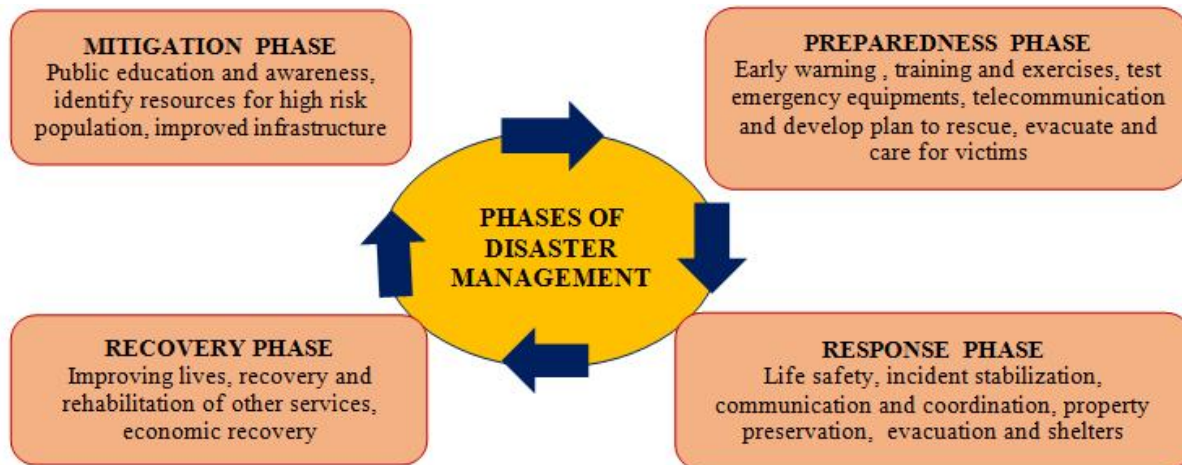 MITIGATION PHASE
Public education and awareness,
identify resources for high risk
population, improved infrastructure
PREPAREDNESS PHASE
Early warning , training and exercises, test
emergency equipments, telecommunication
and develop plan to rescue, evacuate and
care for victims
PHASES OF
DISASTER
MANAGEMENT
RECOVERY PHASE
Improving lives, recovery and
rehabilitation of other services,
economic recovery
RESPONSE PHASE
Life safety, incident stabilization,
communication and coordination, property
preservation, evacuation and shelters